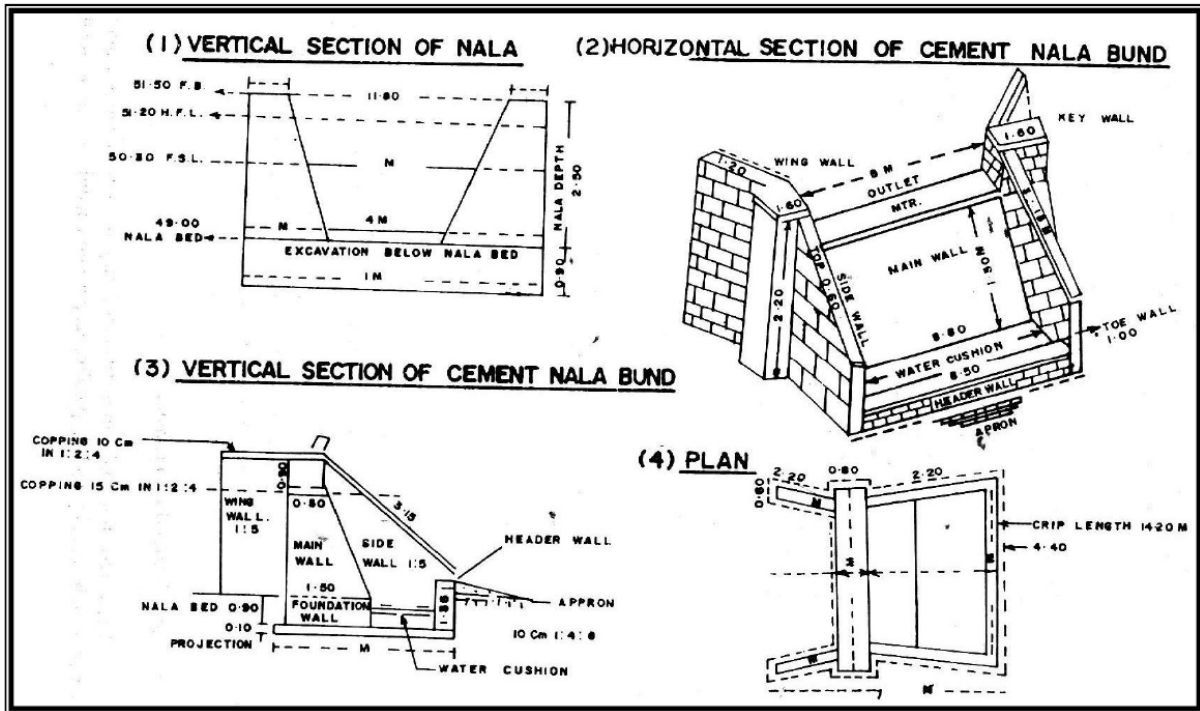 (1) VERTICAL SECTION OF NALA
51.50 F.B.
11.80
51.20 H.F.L.
50.80 F.S.L.
M
NALA DEPTH
2.50
49.00
M
4 M
NALA BED
EXCAVATION BELOW NALA BED
1 M
0.90
(2) HORIZONTAL SECTION OF CEMENT NALA BUND
KEY WALL
WING WALL
1.60
1.20
8 M
OUTLET
MTR.
1.60
MAIN WALL
1.50 M
2.20
TOP 0.60
SIDE WALL
8.80
TOE WALL
1.00
WATER CUSHION
8.50
HEADER WALL
APRON
(3) VERTICAL SECTION OF CEMENT NALA BUND
COPPING 10 Cm
IN 1:2:4
COPPING 15 Cm IN 1:2:4
0.90
0.80
3.15
WING
WALL
1:5
MAIN
WALL
SIDE
WALL 1:5
HEADER WALL
1.50
NALA BED 0.90
FOUNDATION
WALL
APPRON
0.10
PROJECTION
10 Cm 1:4:8
M
WATER CUSHION
(4) PLAN
2.20
0.80
2.20
0.60
M
CRIP LENGTH 14.20 M
4.40
M
M
M
M